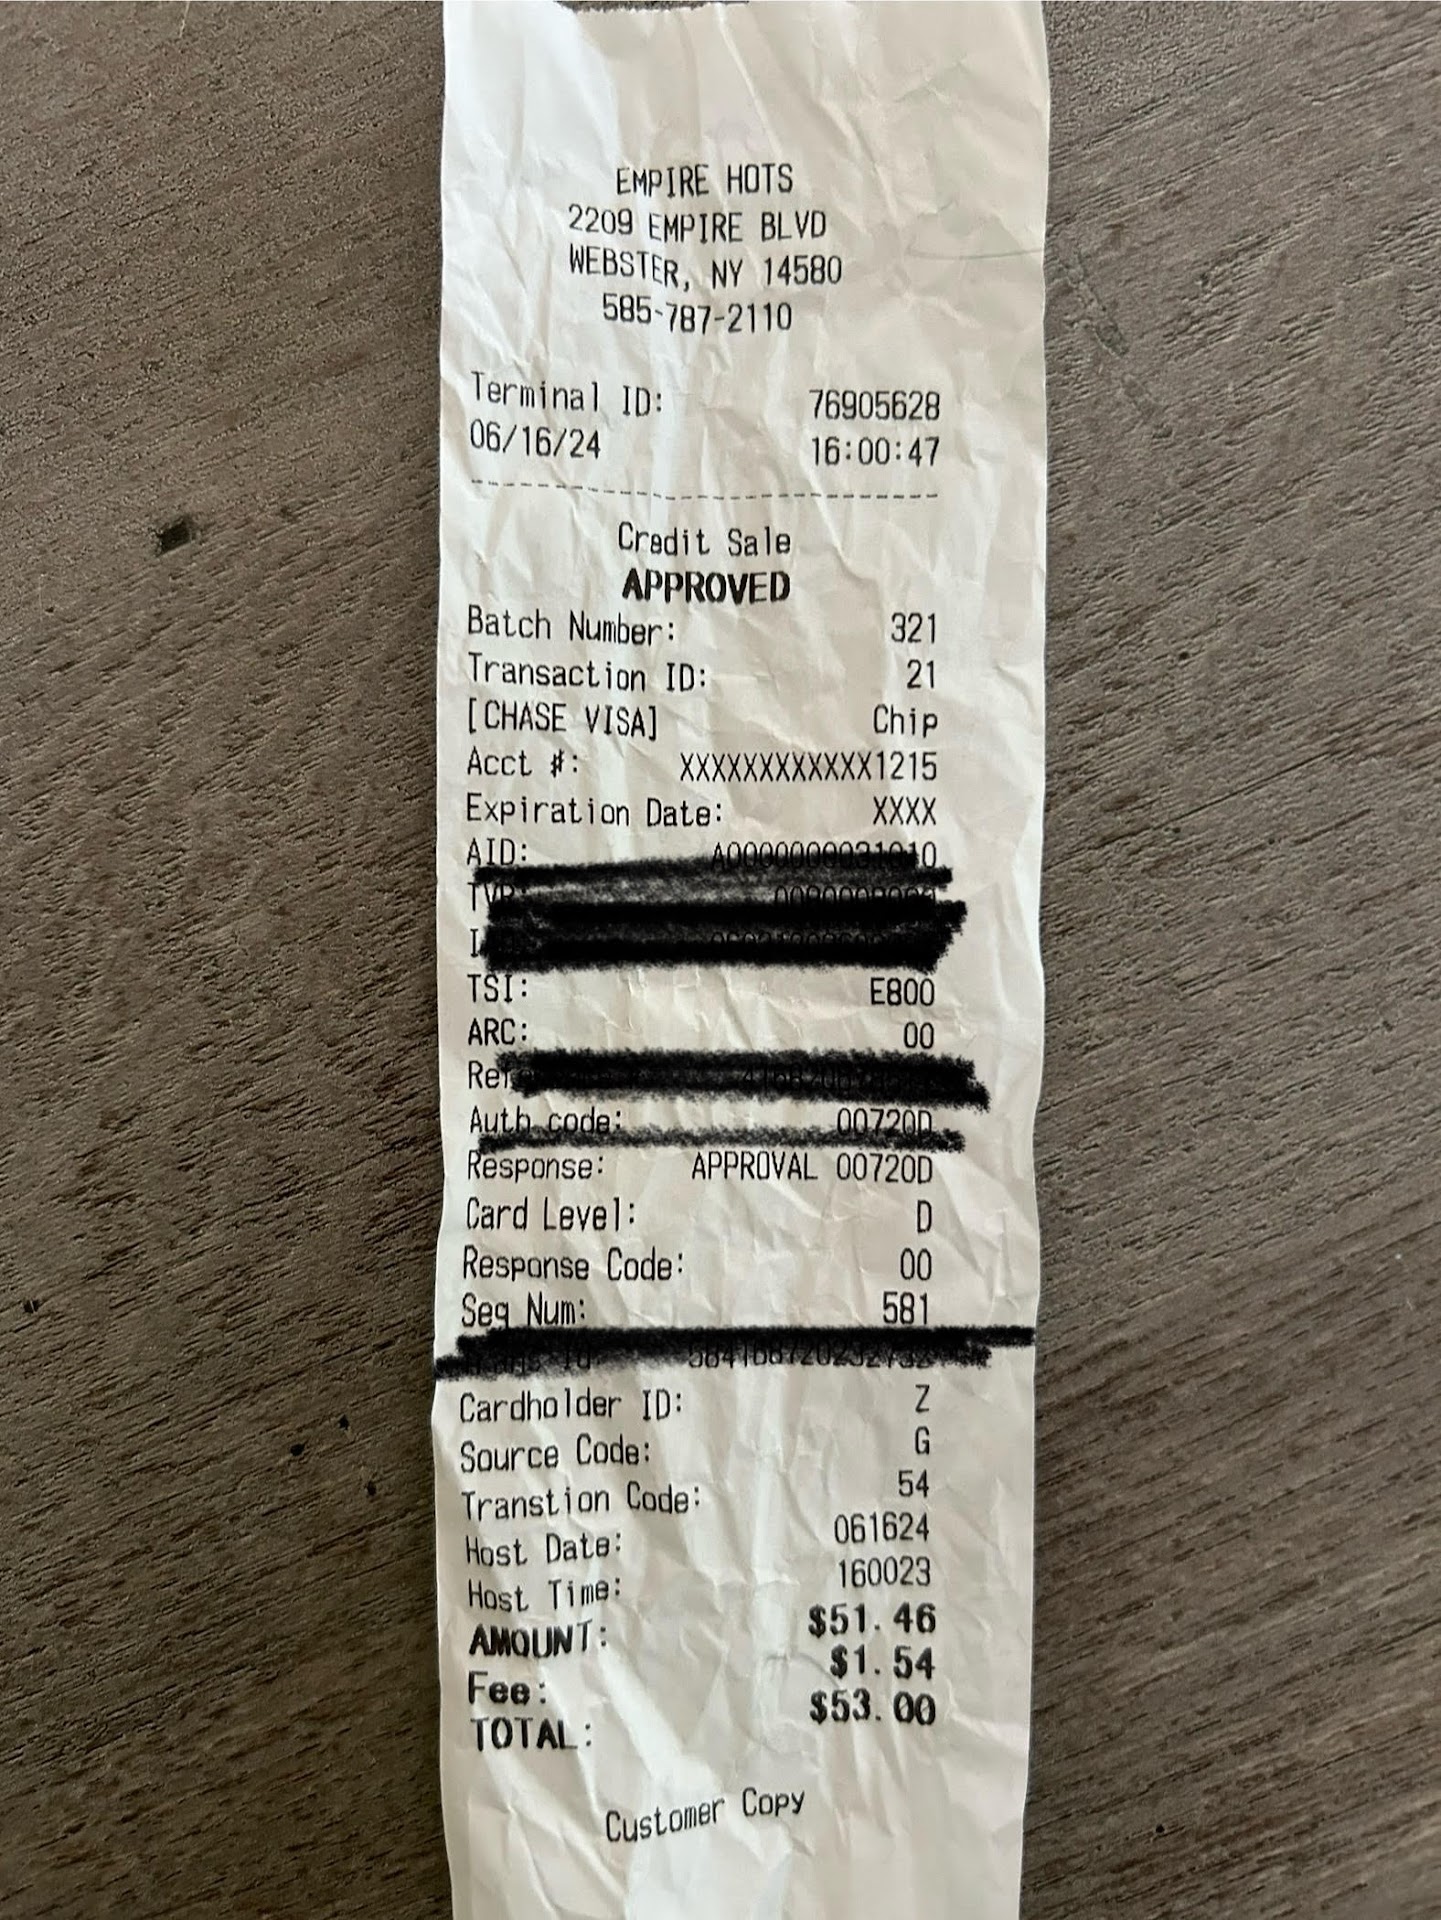 EMPIRE HOTS
2209 EMPIRE BLVD
WEBSTER, NY 14580
585-787-2110
Terminal ID: 76905628
06/16/24 16:00:47
Credit Sale
APPROVED
Batch Number: 321
Transaction ID: 21
[CHASE VISA] Chip
Acct #: XXXXXXXXXXXX1215
Expiration Date: XXXX
AID:
TSI: E800
ARC: 00
Auth code: 00720D
Response: APPROVAL 00720D
Card Level: D
Response Code: 00
Seq Num: 581
Cardholder ID: Z
Source Code: G
Transtion Code: 54
Host Date: 061624
Host Time: 160023
AMOUNT: $51.46
Fee: $1.54
TOTAL: $53.00
Customer Copy